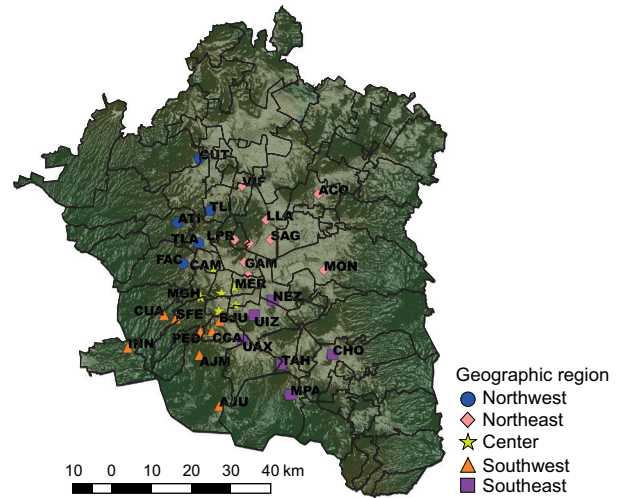 CUT
VIF
ACO
TLI
ATI
LLA
TLA
LPR
SAG
FAC
CAM
GAM
MON
MER
MGH
NEZ
CUA
SFE
BJU
UIZ
PED
CCA
INN
UAX
CHO
AJM
TAH
MPA
AJU
Geographic region
Northwest
Northeast
Center
Southwest
Southeast
10 0 10 20 30 40 km